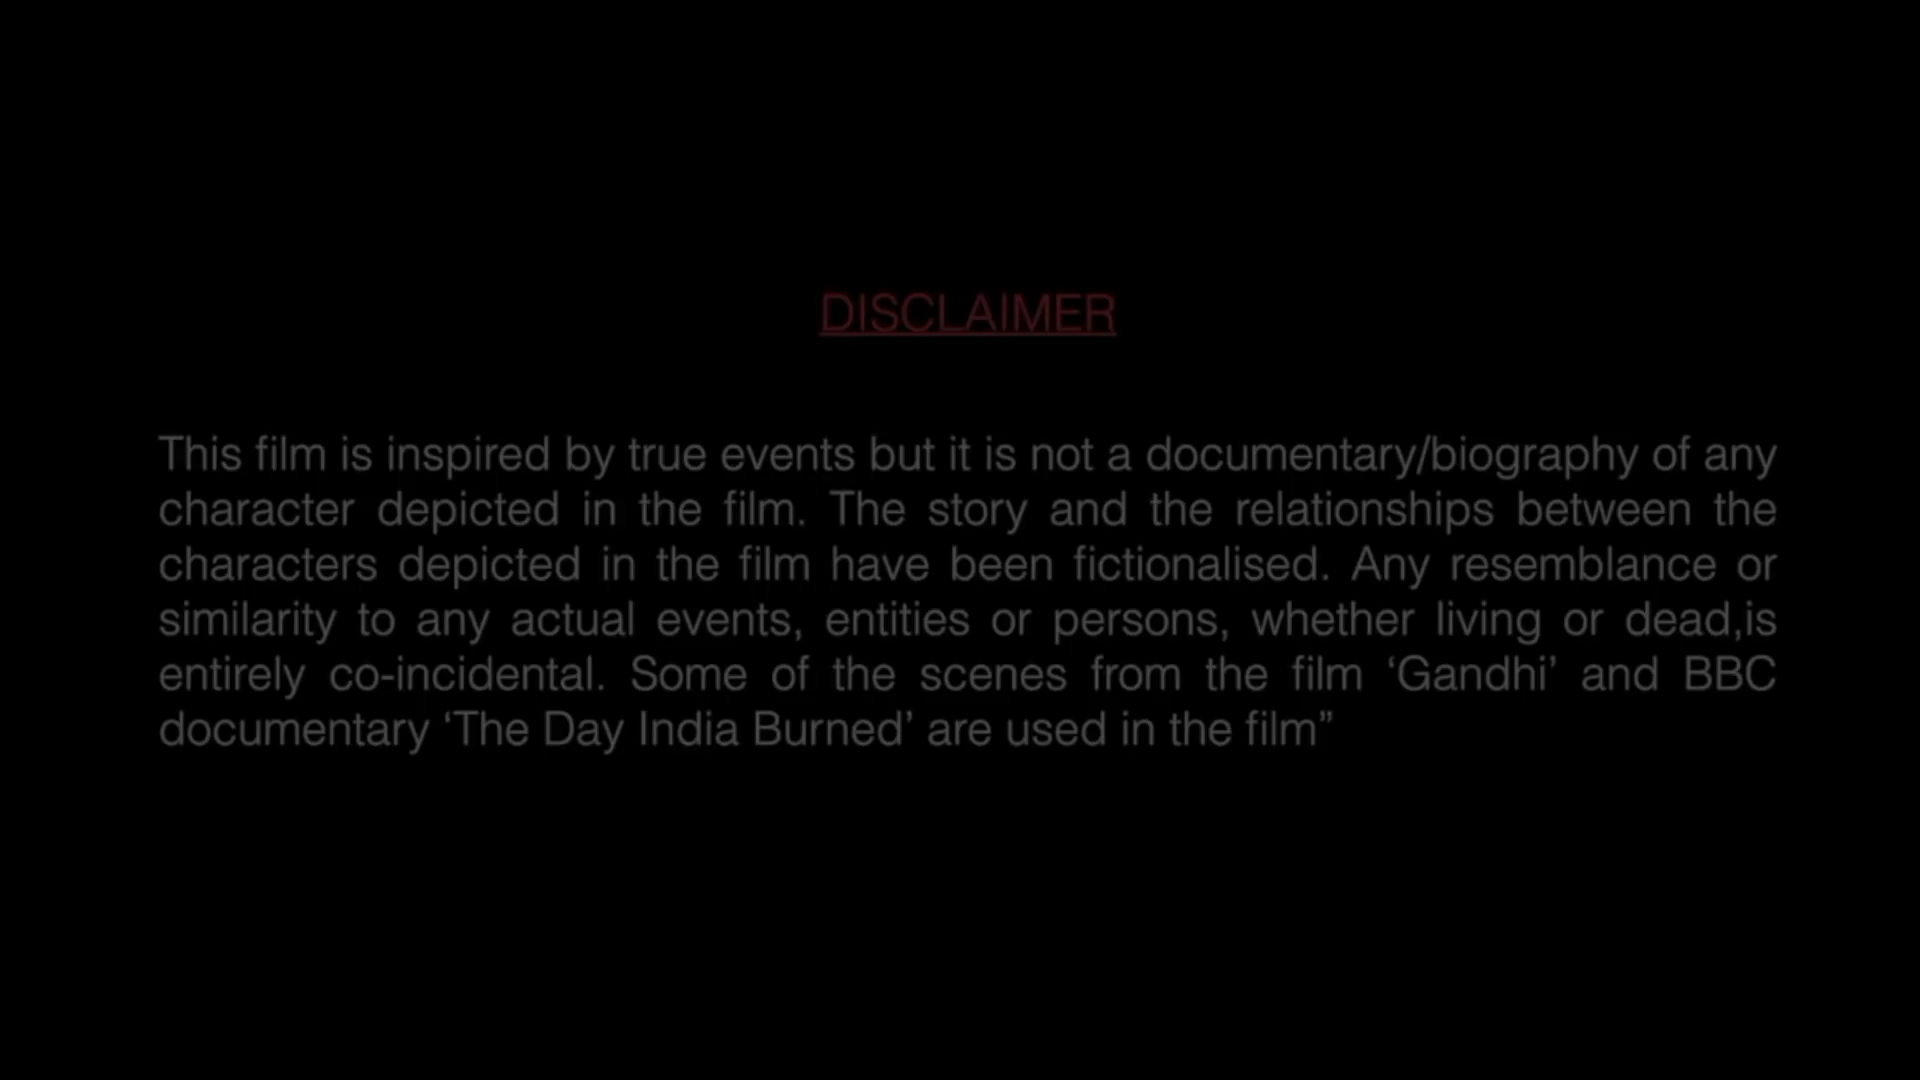 DISCLAIMER
This film is inspired by true events but it is not a documentary/biography of any
character depicted in the film. The story and the relationships between the
characters depicted in the film have been fictionalised. Any resemblance or
similarity to any actual events, entities or persons, whether living or dead,is
entirely co-incidental. Some of the scenes from the film ‘Gandhi’ and BBC
documentary ‘The Day India Burned’ are used in the film”